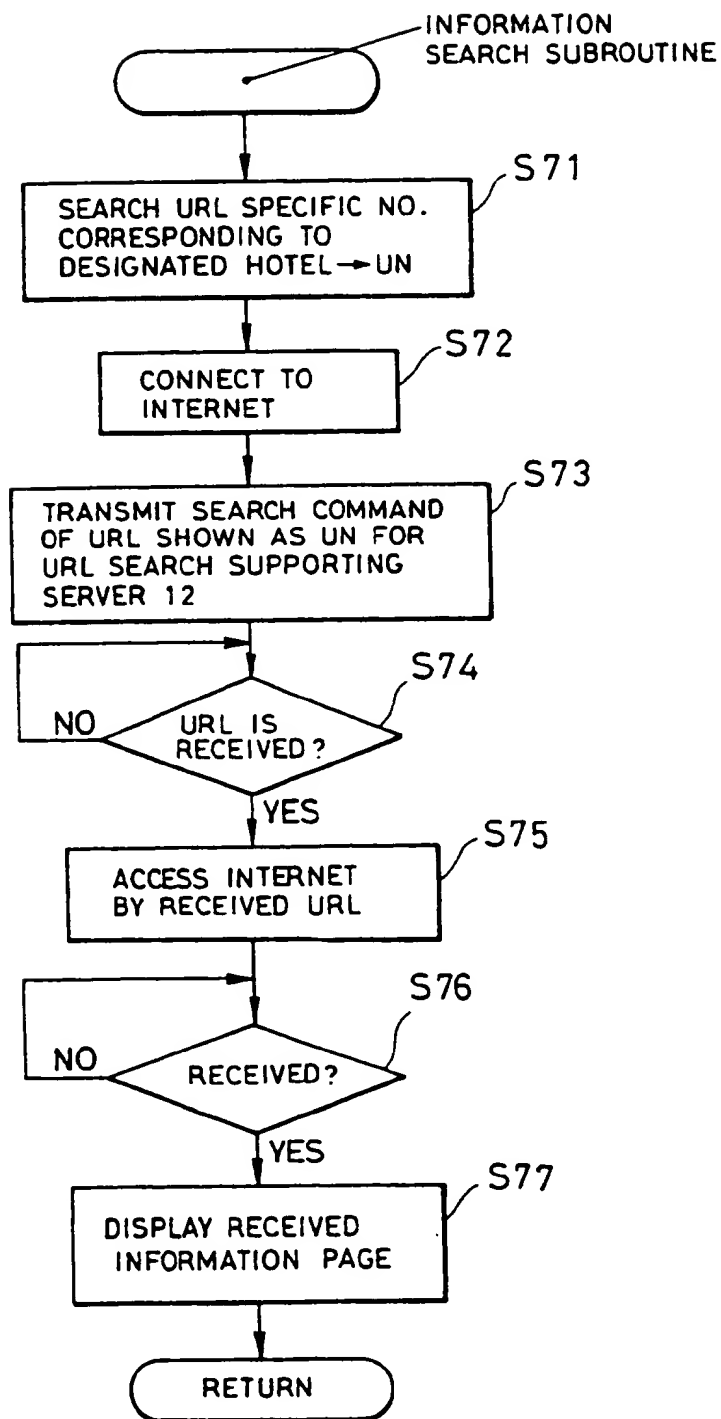 INFORMATION
SEARCH SUBROUTINE
S71
SEARCH URL SPECIFIC NO.
CORRESPONDING TO
DESIGNATED HOTEL→UN
S72
CONNECT TO
INTERNET
S73
TRANSMIT SEARCH COMMAND
OF URL SHOWN AS UN FOR
URL SEARCH SUPPORTING
SERVER 12
S74
NO
URL IS
RECEIVED?
YES
S75
ACCESS INTERNET
BY RECEIVED URL
S76
NO
RECEIVED?
YES
S77
DISPLAY RECEIVED
INFORMATION PAGE
RETURN